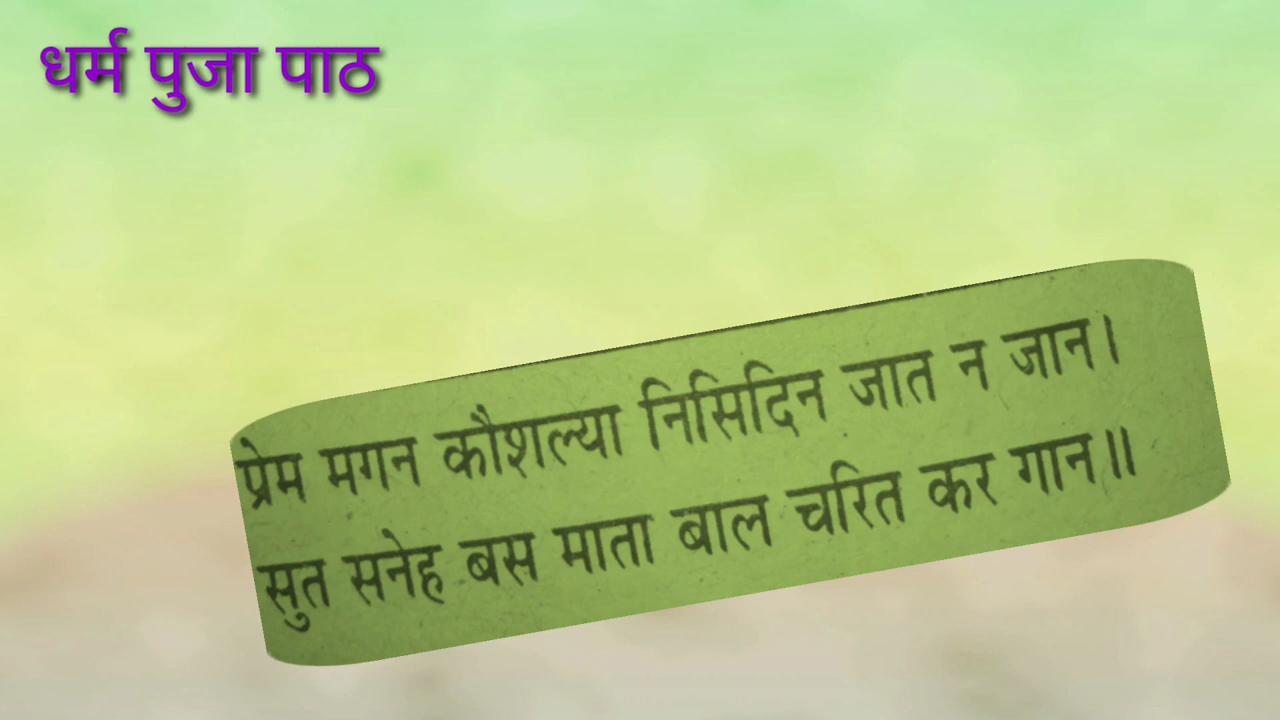 धर्म पुजा पाठ
प्रेम मगन कौशल्या निसिदिन जात न जान।
सुत सनेह बस माता बाल चरित कर गान॥